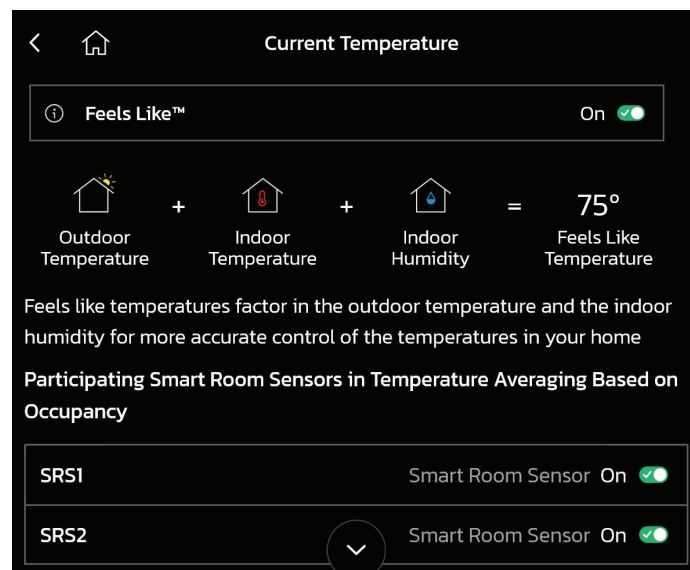 Current Temperature
Feels Like™ On
+ + = 75°
Outdoor Indoor Indoor Feels Like
Temperature Temperature Humidity Temperature
Feels like temperatures factor in the outdoor temperature and the indoor
humidity for more accurate control of the temperatures in your home
Participating Smart Room Sensors in Temperature Averaging Based on
Occupancy
SRS1 Smart Room Sensor On
SRS2 Smart Room Sensor On